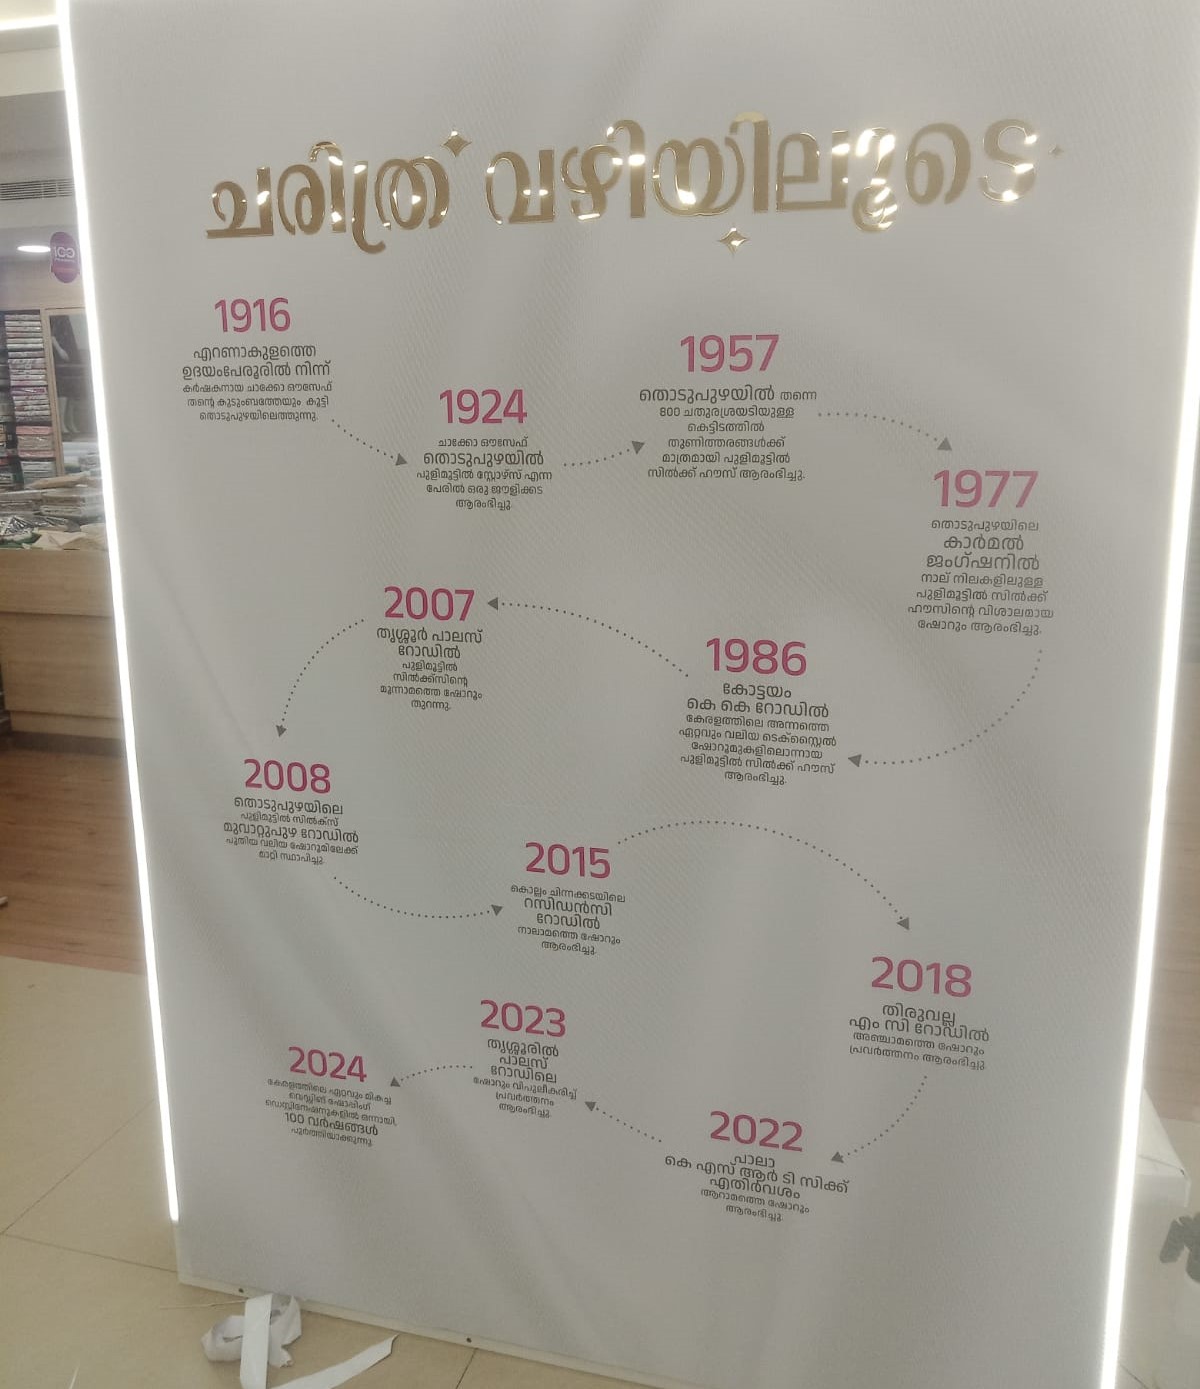 ചരിത്ര വഴിയിലൂടെ
1916
എറണാകുളത്തെ
ഉദയംപേരൂരിൽ നിന്ന്
കർഷകനായ ചാക്കോ ഔസേഫ്
തന്റെ കുടുംബത്തേയും കൂട്ടി
തൊടുപുഴയിലെത്തുന്നു.
1924
ചാക്കോ ഔസേഫ്
തൊടുപുഴയിൽ
പുളിമൂട്ടിൽ സ്റ്റോഴ്സ് എന്ന
പേരിൽ ഒരു ജൗളിക്കട
ആരംഭിച്ചു.
1957
തൊടുപുഴയിൽ തന്നെ
800 ചതുരശ്രയടിയുള്ള
കെട്ടിടത്തിൽ
തുണിത്തരങ്ങൾക്ക്
മാത്രമായി പുളിമൂട്ടിൽ
സിൽക്ക് ഹൗസ് ആരംഭിച്ചു.
1977
തൊടുപുഴയിലെ
കാർമൽ
ജംഗ്ഷനിൽ
നാല് നിലകളിലുള്ള
പുളിമൂട്ടിൽ സിൽക്ക്
ഹൗസിന്റെ വിശാലമായ
ഷോറൂം ആരംഭിച്ചു.
1986
കോട്ടയം
കെ കെ റോഡിൽ
കേരളത്തിലെ അന്നത്തെ
ഏറ്റവും വലിയ ടെക്സ്റ്റൈൽ
ഷോറൂമുകളിലൊന്നായ
പുളിമൂട്ടിൽ സിൽക്ക് ഹൗസ്
ആരംഭിച്ചു.
2007
തൃശ്ശൂർ പാലസ്
റോഡിൽ
പുളിമൂട്ടിൽ
സിൽക്ക്സിന്റെ
മൂന്നാമത്തെ ഷോറൂം
തുറന്നു.
2008
തൊടുപുഴയിലെ
പുളിമൂട്ടിൽ സിൽക്സ്
മുവാറ്റുപുഴ റോഡിൽ
പുതിയ വലിയ ഷോറൂമിലേക്ക്
മാറ്റി സ്ഥാപിച്ചു.
2015
കൊല്ലം ചിന്നക്കടയിലെ
റസിഡൻസി
റോഡിൽ
നാലാമത്തെ ഷോറൂം
ആരംഭിച്ചു.
2018
തിരുവല്ല
എം സി റോഡിൽ
അഞ്ചാമത്തെ ഷോറൂം
പ്രവർത്തനം ആരംഭിച്ചു.
2022
പാലാ
കെ എസ് ആർ ടി സിക്ക്
എതിർവശം
ആറാമത്തെ ഷോറൂം
ആരംഭിച്ചു.
2023
തൃശ്ശൂരിൽ
പാലസ്
റോഡിലെ
ഷോറൂം വിപുലീകരിച്ച്
പ്രവർത്തനം
ആരംഭിച്ചു.
2024
കേരളത്തിലെ ഏറ്റവും മികച്ച
വെഡ്ഡിങ് ഷോപ്പിംഗ്
ഡെസ്റ്റിനേഷനുകളിൽ ഒന്നായി,
100 വർഷങ്ങൾ
പൂർത്തിയാക്കുന്നു.
100